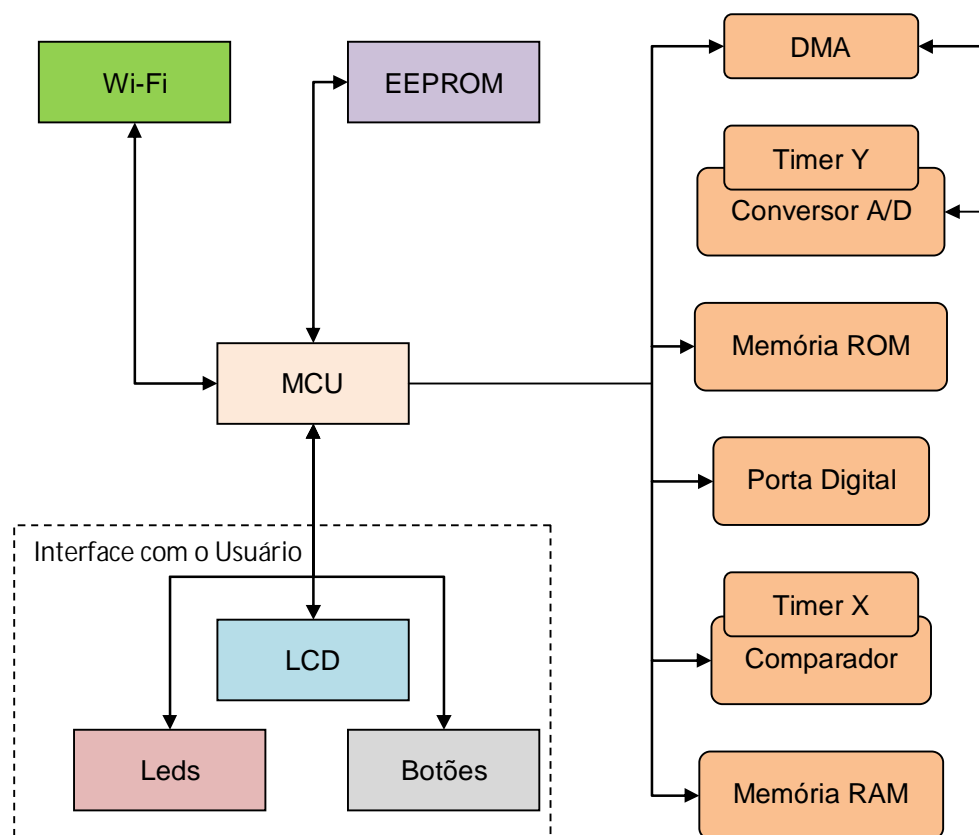 Wi-Fi
EEPROM
DMA
Timer Y
Conversor A/D
Memória ROM
MCU
Porta Digital
Interface com o Usuário
Timer X
Comparador
LCD
Leds
Botões
Memória RAM